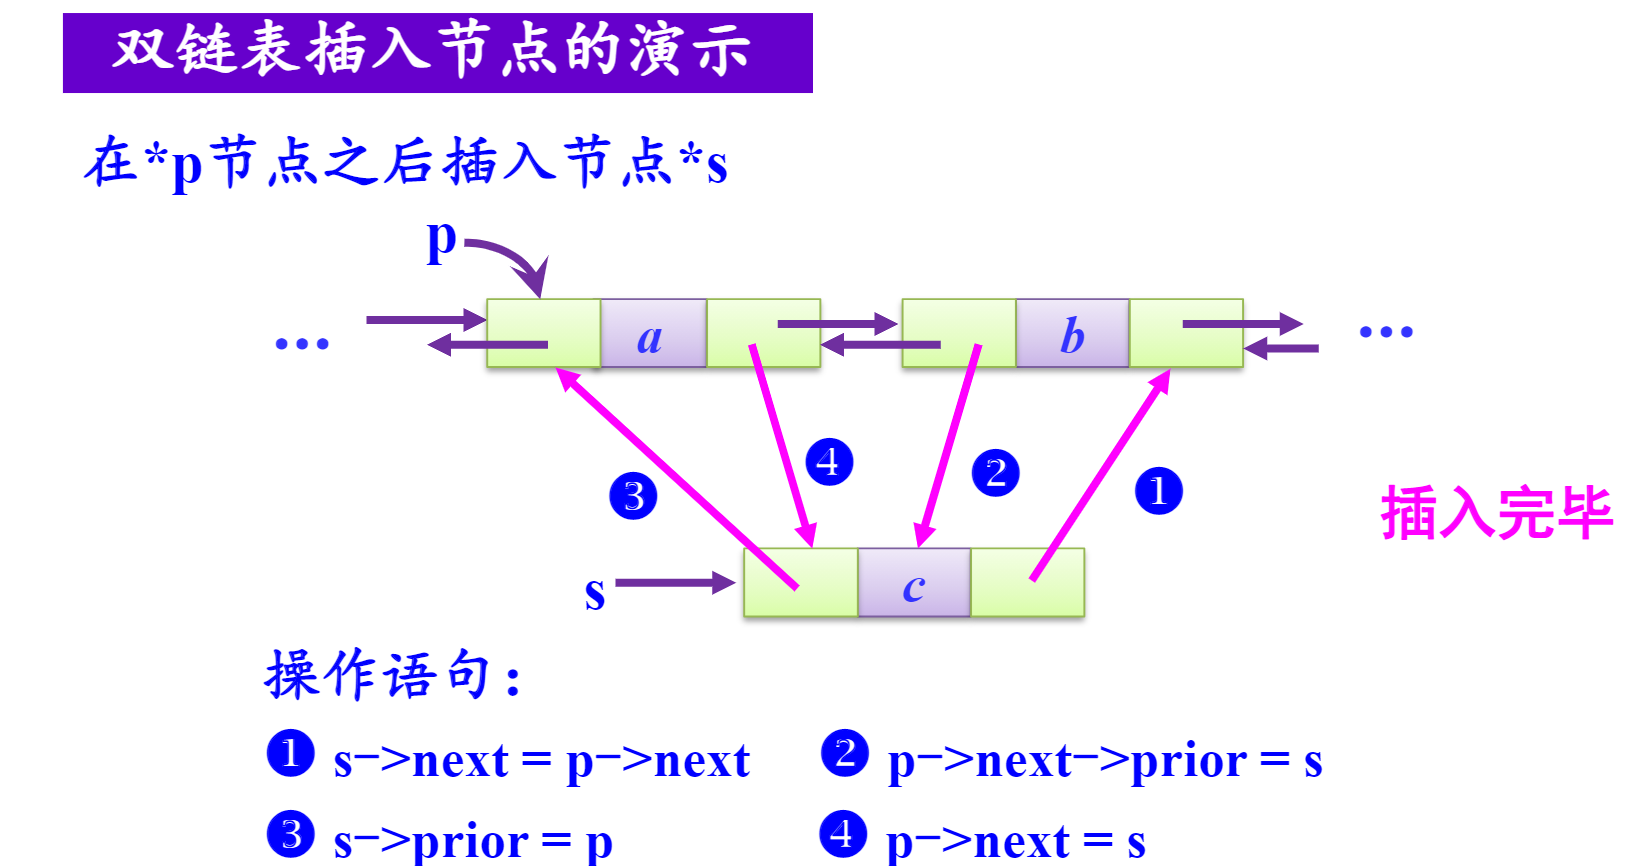 双链表插入节点的演示
在*p节点之后插入节点*s
p
… a b …
❹ ❷
❸ ❶
插入完毕
s c
操作语句：
❶ s->next = p->next ❷ p->next->prior = s
❸ s->prior = p ❹ p->next = s